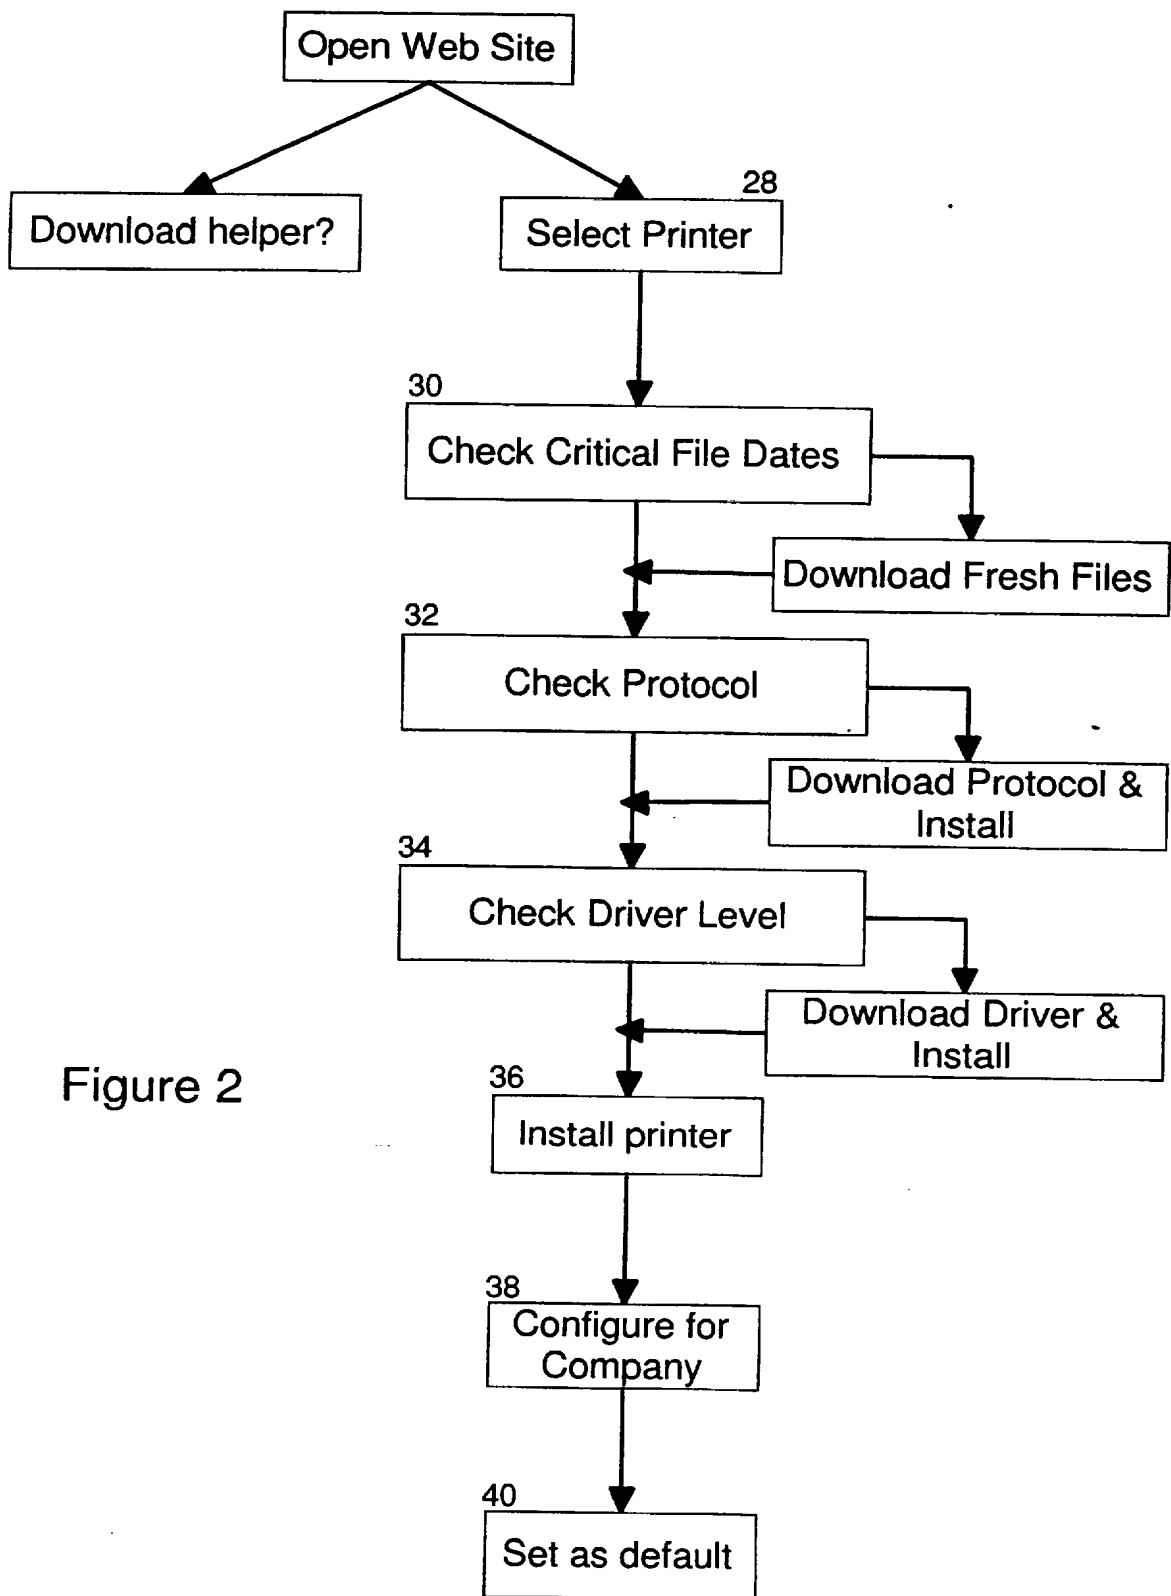 Open Web Site
Download helper?
28
Select Printer
30
Check Critical File Dates
Download Fresh Files
32
Check Protocol
Download Protocol &
Install
34
Check Driver Level
Download Driver &
Install
Figure 2
36
Install printer
38
Configure for
Company
40
Set as default